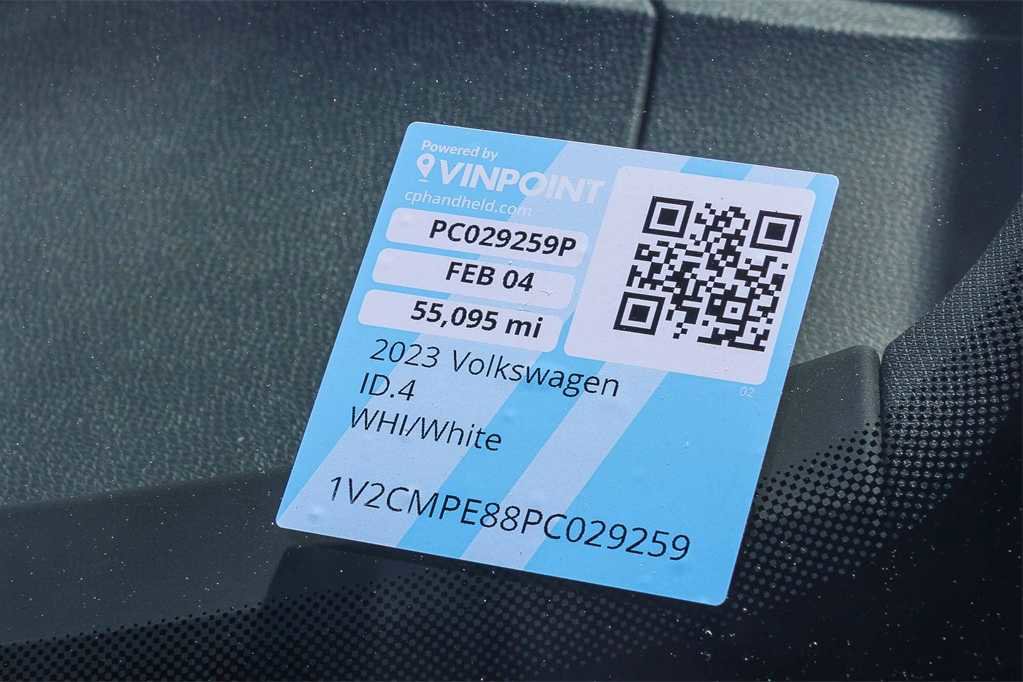 Powered by
VINPOINT
cphandheld.com
PC029259P
FEB 04
55,095 mi
2023 Volkswagen
ID.4
WHI/White
02
1V2CMPE88PC029259